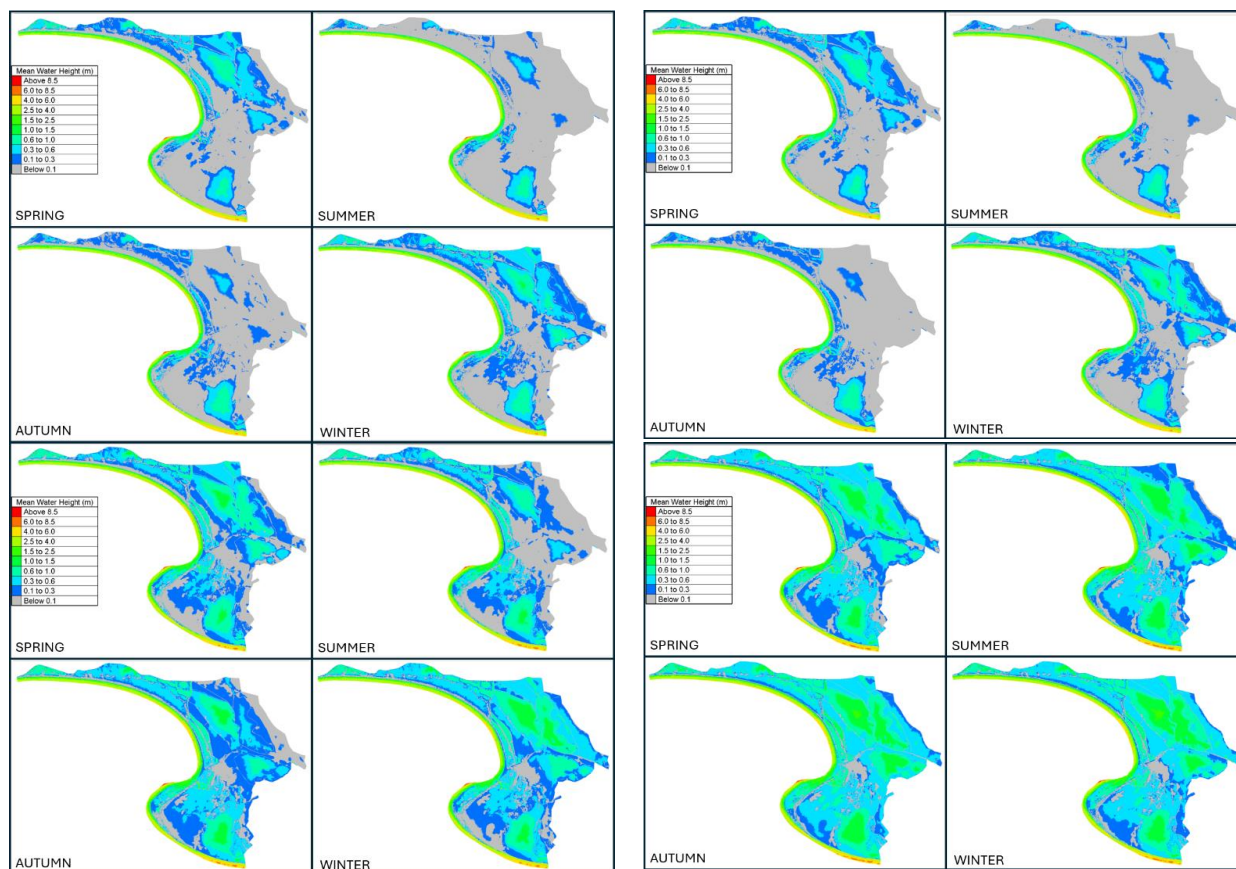 Mean Water Height (m)
Above 8.5
6.0 to 8.5
4.0 to 6.0
2.5 to 4.0
1.5 to 2.5
1.0 to 1.5
0.6 to 1.0
0.3 to 0.6
0.1 to 0.3
Below 0.1
SPRING
SUMMER
AUTUMN
WINTER
Mean Water Height (m)
Above 8.5
6.0 to 8.5
4.0 to 6.0
2.5 to 4.0
1.5 to 2.5
1.0 to 1.5
0.6 to 1.0
0.3 to 0.6
0.1 to 0.3
Below 0.1
SPRING
SUMMER
AUTUMN
WINTER
Mean Water Height (m)
Above 8.5
6.0 to 8.5
4.0 to 6.0
2.5 to 4.0
1.5 to 2.5
1.0 to 1.5
0.6 to 1.0
0.3 to 0.6
0.1 to 0.3
Below 0.1
SPRING
SUMMER
AUTUMN
WINTER
Mean Water Height (m)
Above 8.5
6.0 to 8.5
4.0 to 6.0
2.5 to 4.0
1.5 to 2.5
1.0 to 1.5
0.6 to 1.0
0.3 to 0.6
0.1 to 0.3
Below 0.1
SPRING
SUMMER
AUTUMN
WINTER